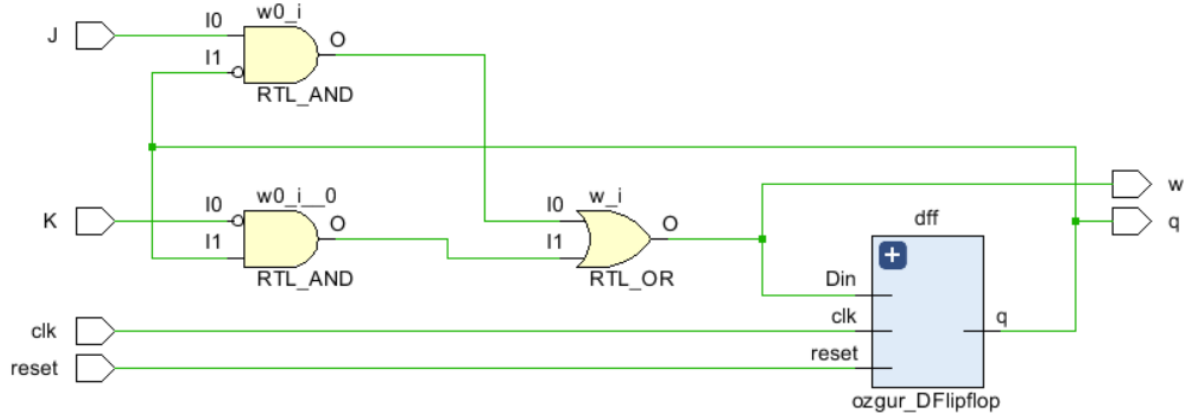 w0_i
J
I0
O
I1
RTL_AND
w0_i__0
K
I0
O
I1
RTL_AND
w_i
I0
O
I1
RTL_OR
w
q
dff
Din
clk
q
reset
ozgur_DFlipflop
clk
reset